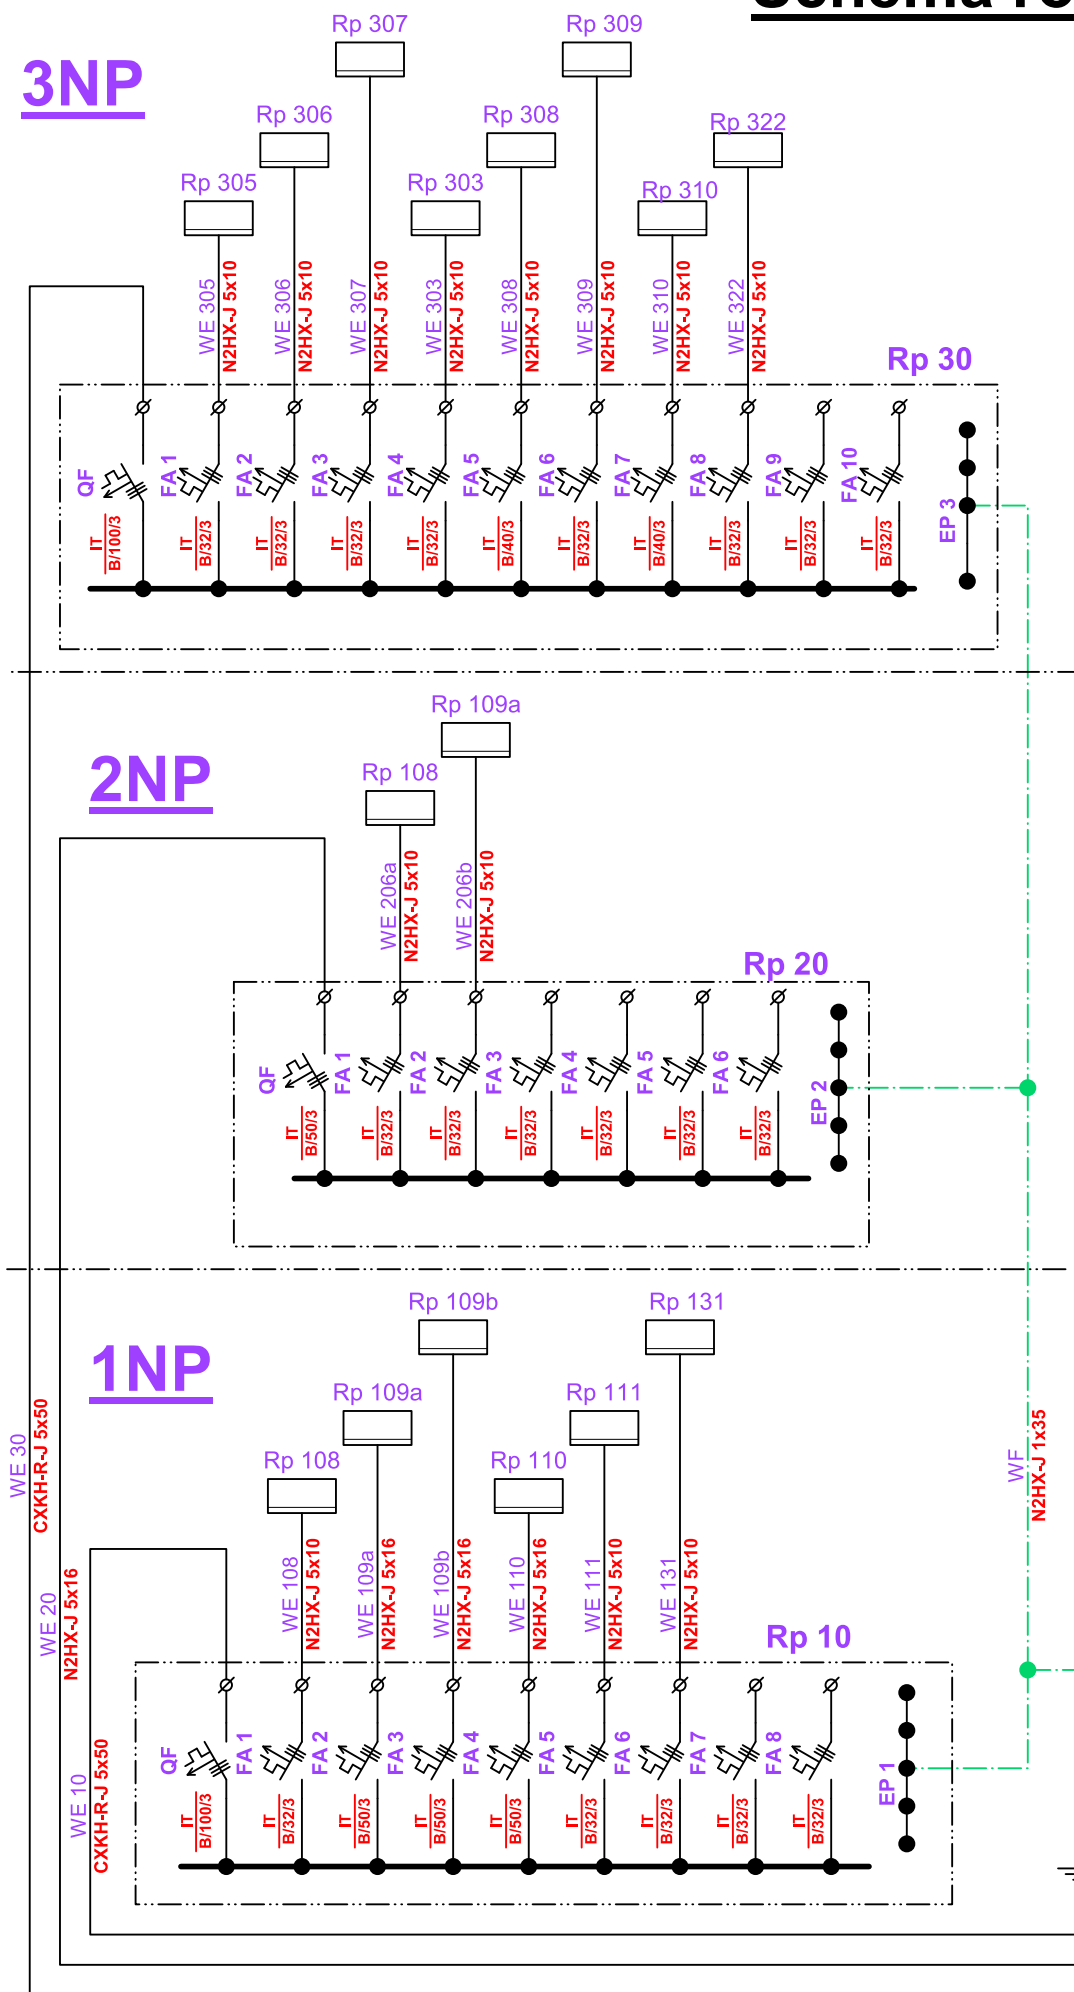 Rp 307
Rp 309
3NP
Rp 306
Rp 308
Rp 322
Rp 305
Rp 303
Rp 310
WE 305
N2HX-J 5x10
WE 306
N2HX-J 5x10
WE 307
N2HX-J 5x10
WE 303
N2HX-J 5x10
WE 308
N2HX-J 5x10
WE 309
N2HX-J 5x10
WE 310
N2HX-J 5x10
WE 322
N2HX-J 5x10
Rp 30
QF
FA 1
FA 2
FA 3
FA 4
FA 5
FA 6
FA 7
FA 8
FA 9
FA 10
EP 3
IT
B/100/3
IT
B/32/3
IT
B/32/3
IT
B/32/3
IT
B/32/3
IT
B/40/3
IT
B/32/3
IT
B/40/3
IT
B/32/3
IT
B/32/3
IT
B/32/3
Rp 109a
2NP
Rp 108
WE 206a
N2HX-J 5x10
WE 206b
N2HX-J 5x10
Rp 20
QF
FA 1
FA 2
FA 3
FA 4
FA 5
FA 6
EP 2
IT
B/50/3
IT
B/32/3
IT
B/32/3
IT
B/32/3
IT
B/32/3
IT
B/32/3
IT
B/32/3
Rp 109b
Rp 131
1NP
Rp 109a
Rp 111
Rp 108
Rp 110
WE 30
CXKH-R-J 5x50
WF
N2HX-J 1x35
WE 20
N2HX-J 5x16
WE 108
N2HX-J 5x10
WE 109a
N2HX-J 5x16
WE 109b
N2HX-J 5x16
WE 110
N2HX-J 5x16
WE 111
N2HX-J 5x10
WE 131
N2HX-J 5x10
Rp 10
WE 10
CXKH-R-J 5x50
QF
FA 1
FA 2
FA 3
FA 4
FA 5
FA 6
FA 7
FA 8
EP 1
IT
B/100/3
IT
B/32/3
IT
B/50/3
IT
B/50/3
IT
B/50/3
IT
B/32/3
IT
B/32/3
IT
B/32/3
IT
B/32/3